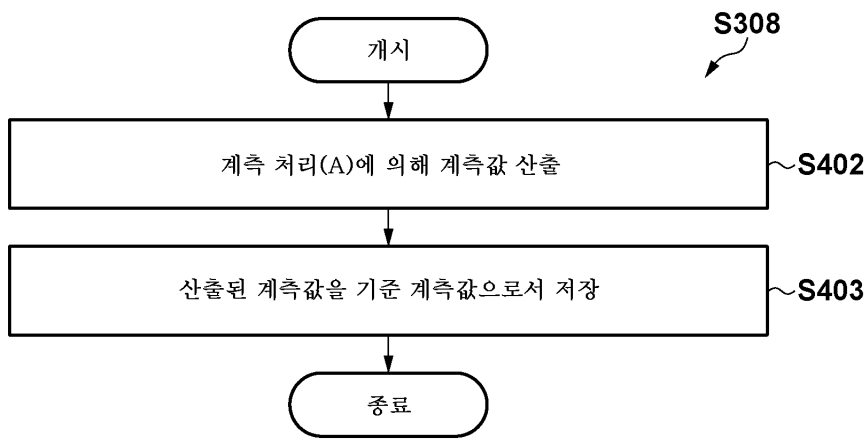 S308
개시
계측 처리(A)에 의해 계측값 산출
S402
산출된 계측값을 기준 계측값으로서 저장
S403
종료